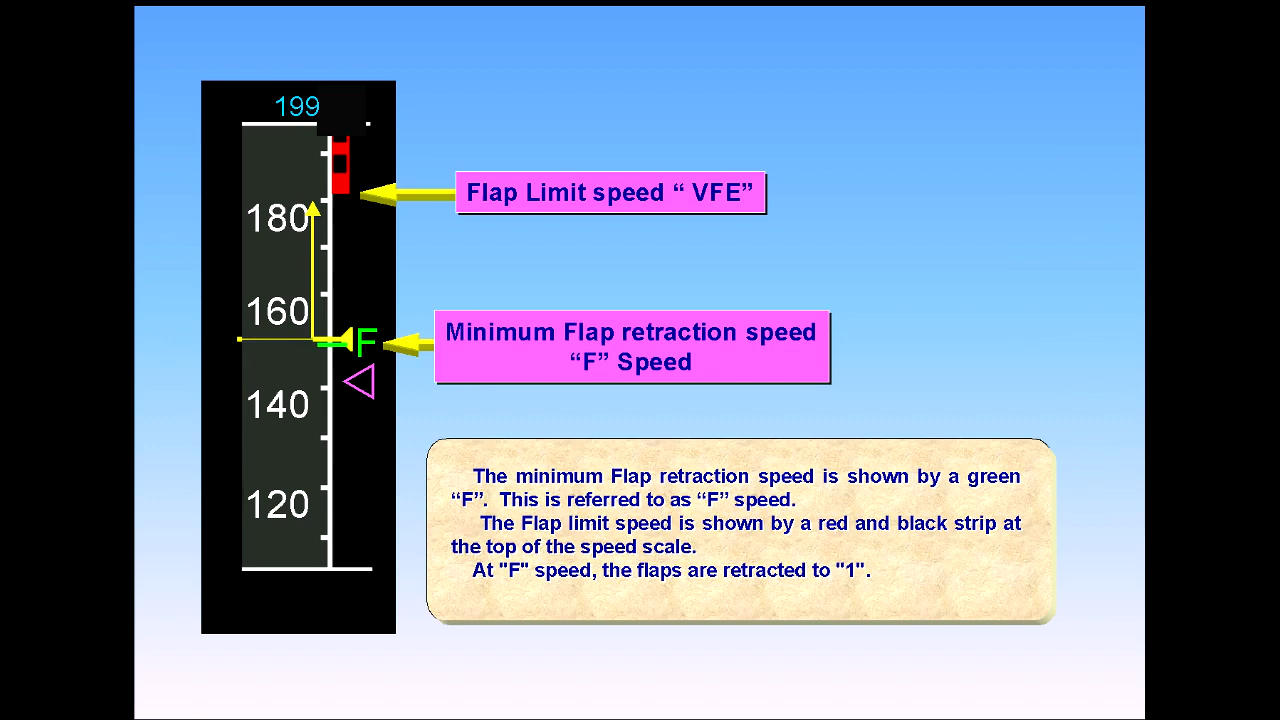 199
180
160
F
140
120
Flap Limit speed “ VFE”
Minimum Flap retraction speed
“F” Speed
The minimum Flap retraction speed is shown by a green
“F”. This is referred to as “F” speed.
The Flap limit speed is shown by a red and black strip at
the top of the speed scale.
At "F" speed, the flaps are retracted to "1".